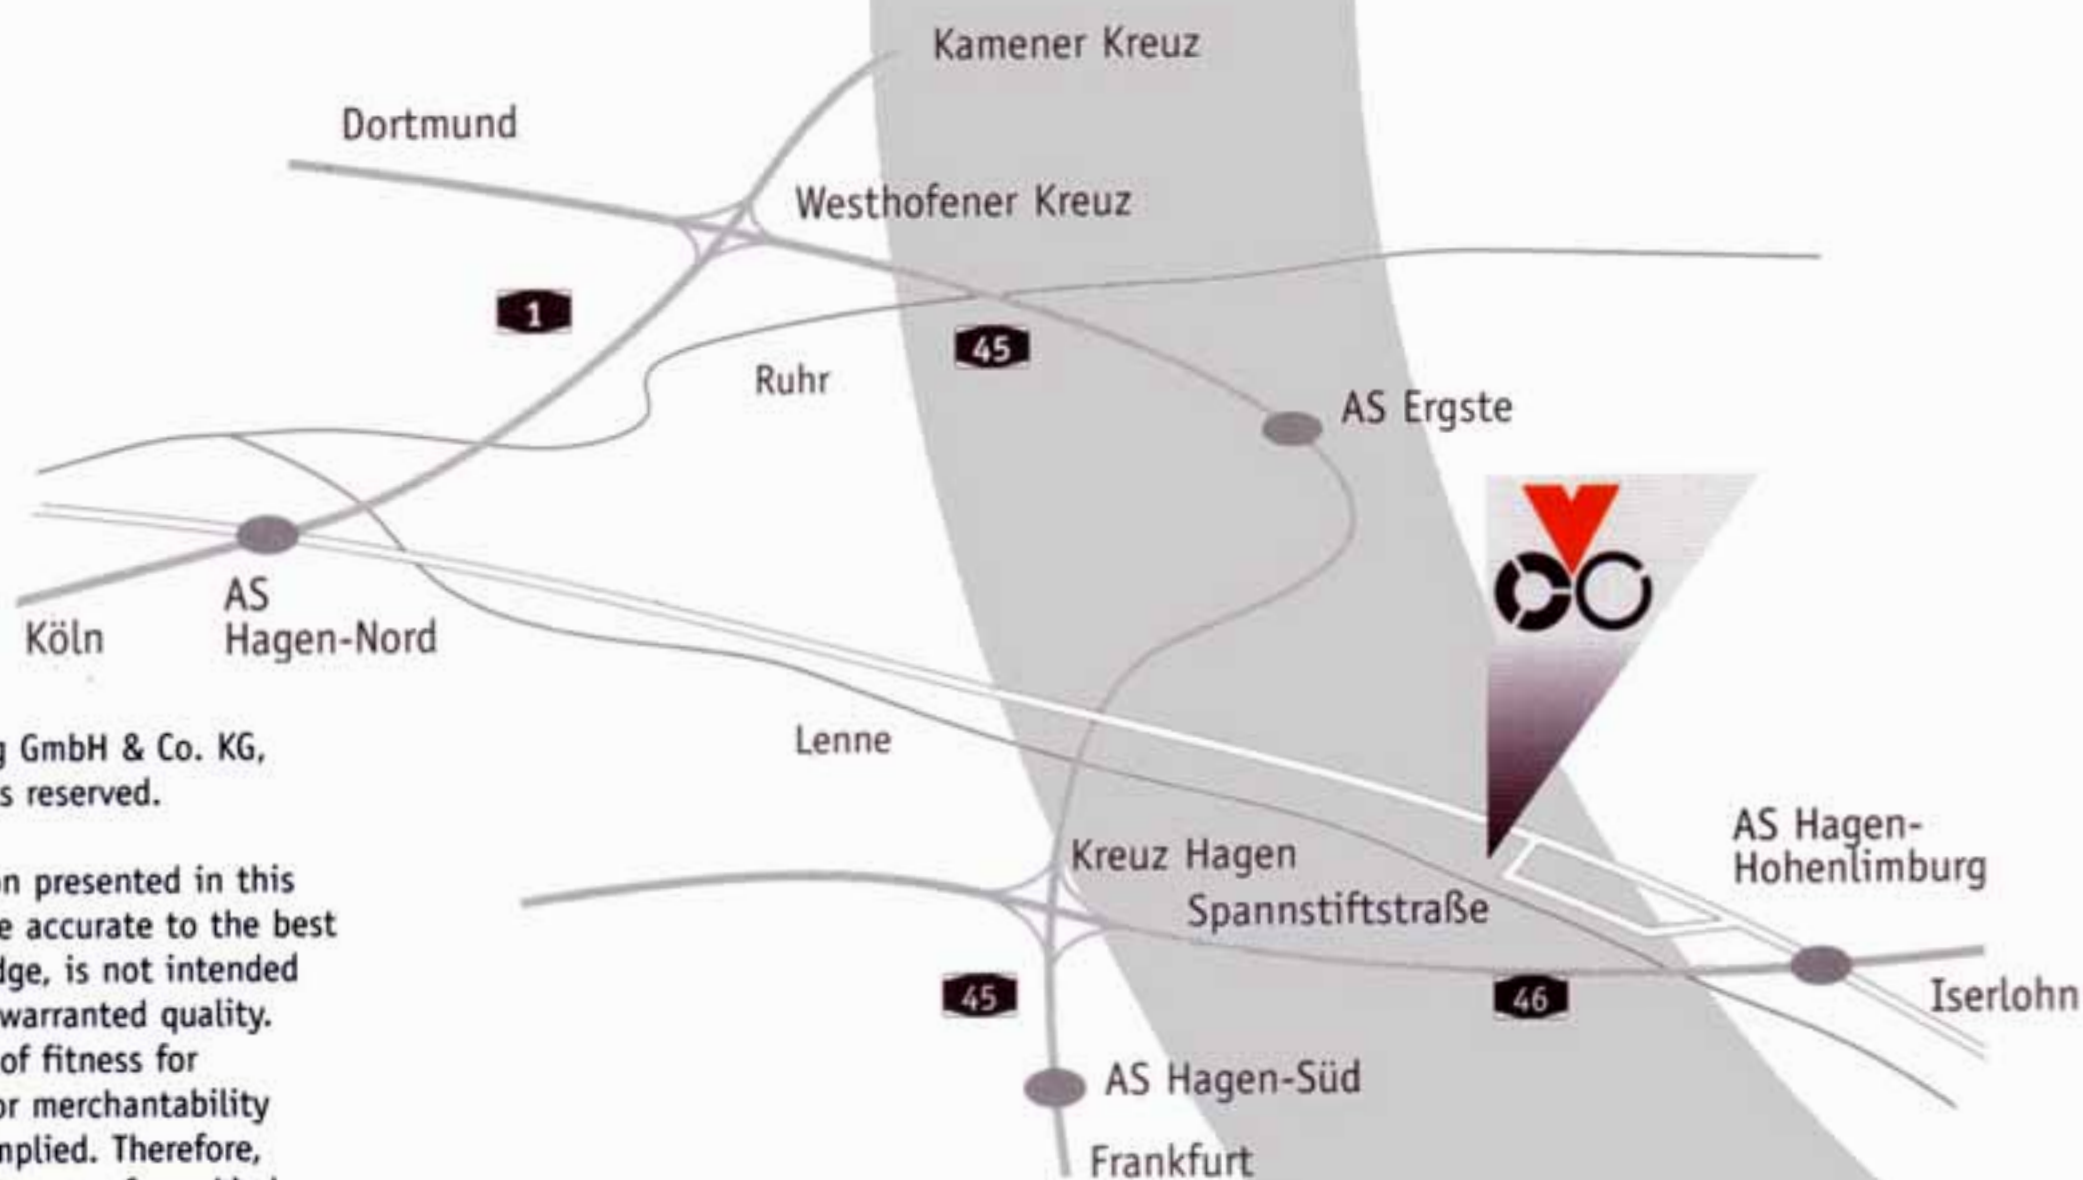 Kamener Kreuz
Dortmund
Westhofener Kreuz
1
45
Ruhr
AS Ergste
AS
Hagen-Nord
Köln
Lenne
AS Hagen-
Hohenlimburg
Kreuz Hagen
Spannstiftstraße
45
46
Iserlohn
AS Hagen-Süd
Frankfurt
GmbH & Co. KG,
reserved.
presented in this
accurate to the best
is not intended
warranted quality.
of fitness for
or merchantability
Therefore,